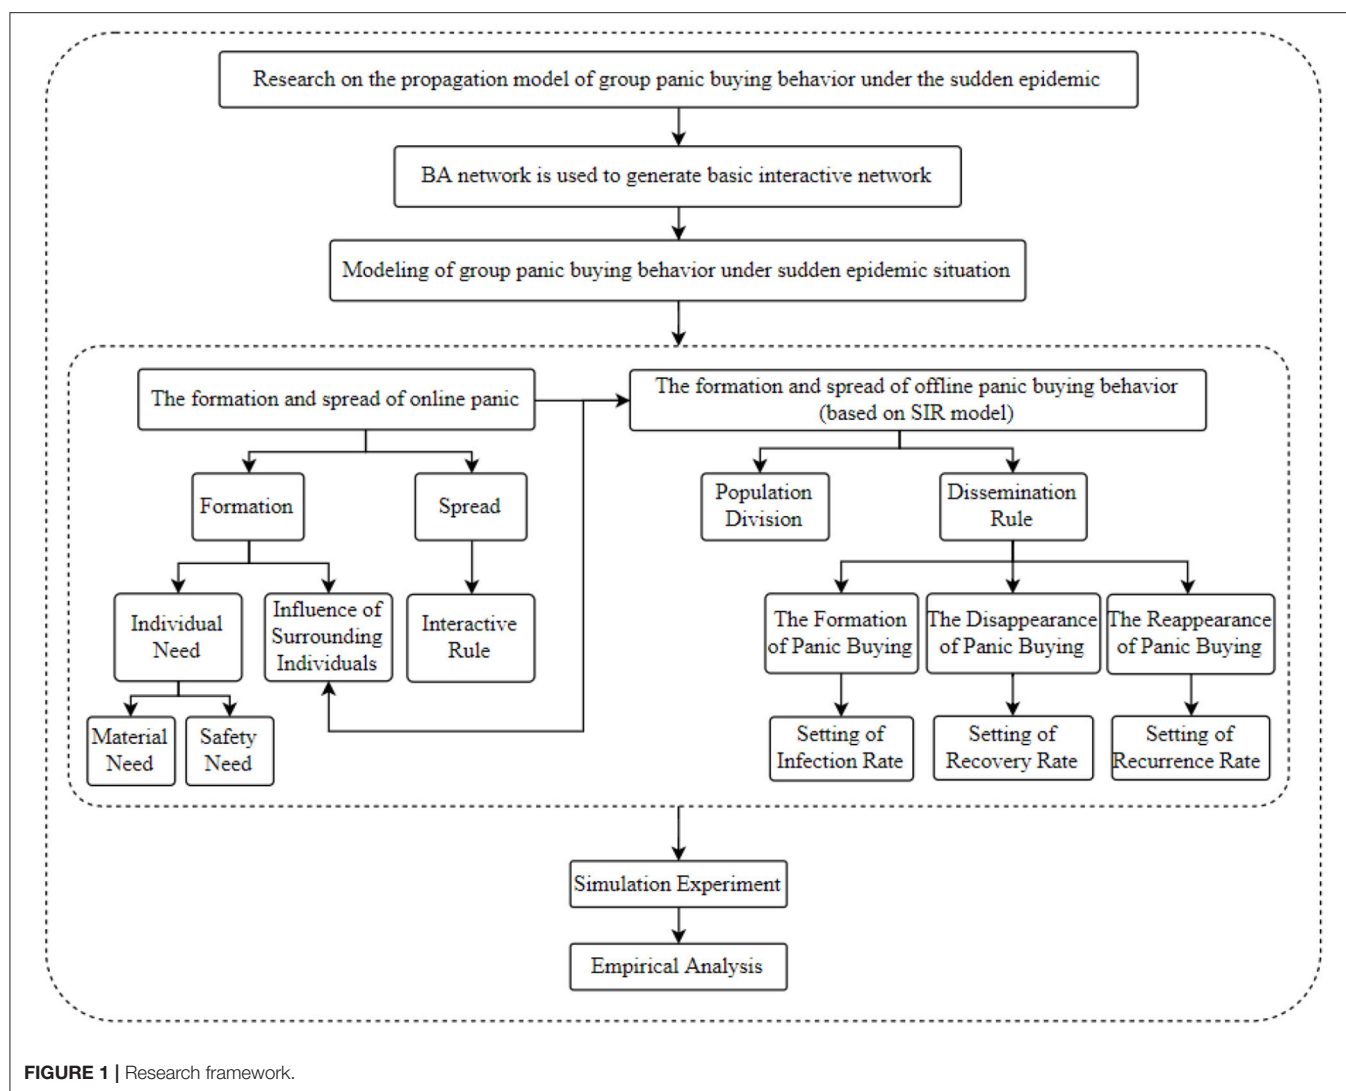 Research on the propagation model of group panic buying behavior under the sudden epidemic
BA network is used to generate basic interactive network
Modeling of group panic buying behavior under sudden epidemic situation
The formation and spread of online panic
The formation and spread of offline panic buying behavior
(based on SIR model)
Formation
Spread
Population
Division
Dissemination
Rule
Individual
Need
Influence of
Surrounding
Individuals
Interactive
Rule
The Formation
of Panic Buying
The Disappearance
of Panic Buying
The Reappearance
of Panic Buying
Material
Need
Safety
Need
Setting of
Infection Rate
Setting of
Recovery Rate
Setting of
Recurrence Rate
Simulation Experiment
Empirical Analysis
FIGURE 1 | Research framework.